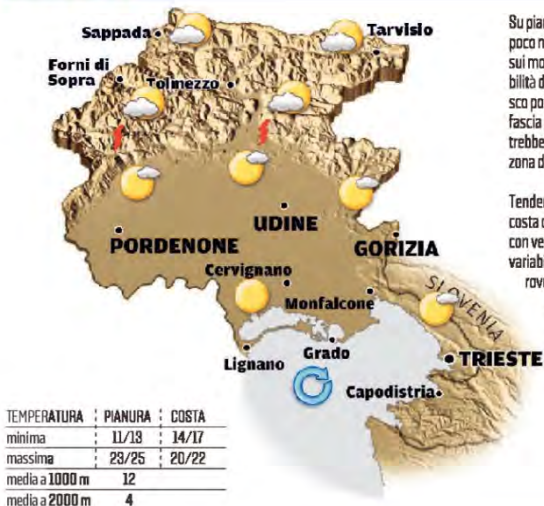 Sappada
Tarvisio
Forni di
Sopra
Tolmezzo
UDINE
PORDENONE
GORIZIA
Cervignano
Monfalcone
SLOVENIA
Lignano
Grado
TRIESTE
Capodistria
TEMPERATURA PIANURA COSTA
minima 11/13 14/17
massima 23/25 20/22
media a 1000 m 12
media a 2000 m 4
Su pian
poco n
sui mo
bilità d
sco po
fascia
trebbe
zona d
Tender
costa c
con ve
variab
rov